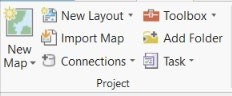 New Map
New Layout
Import Map
Connections
Toolbox
Add Folder
Task
Project